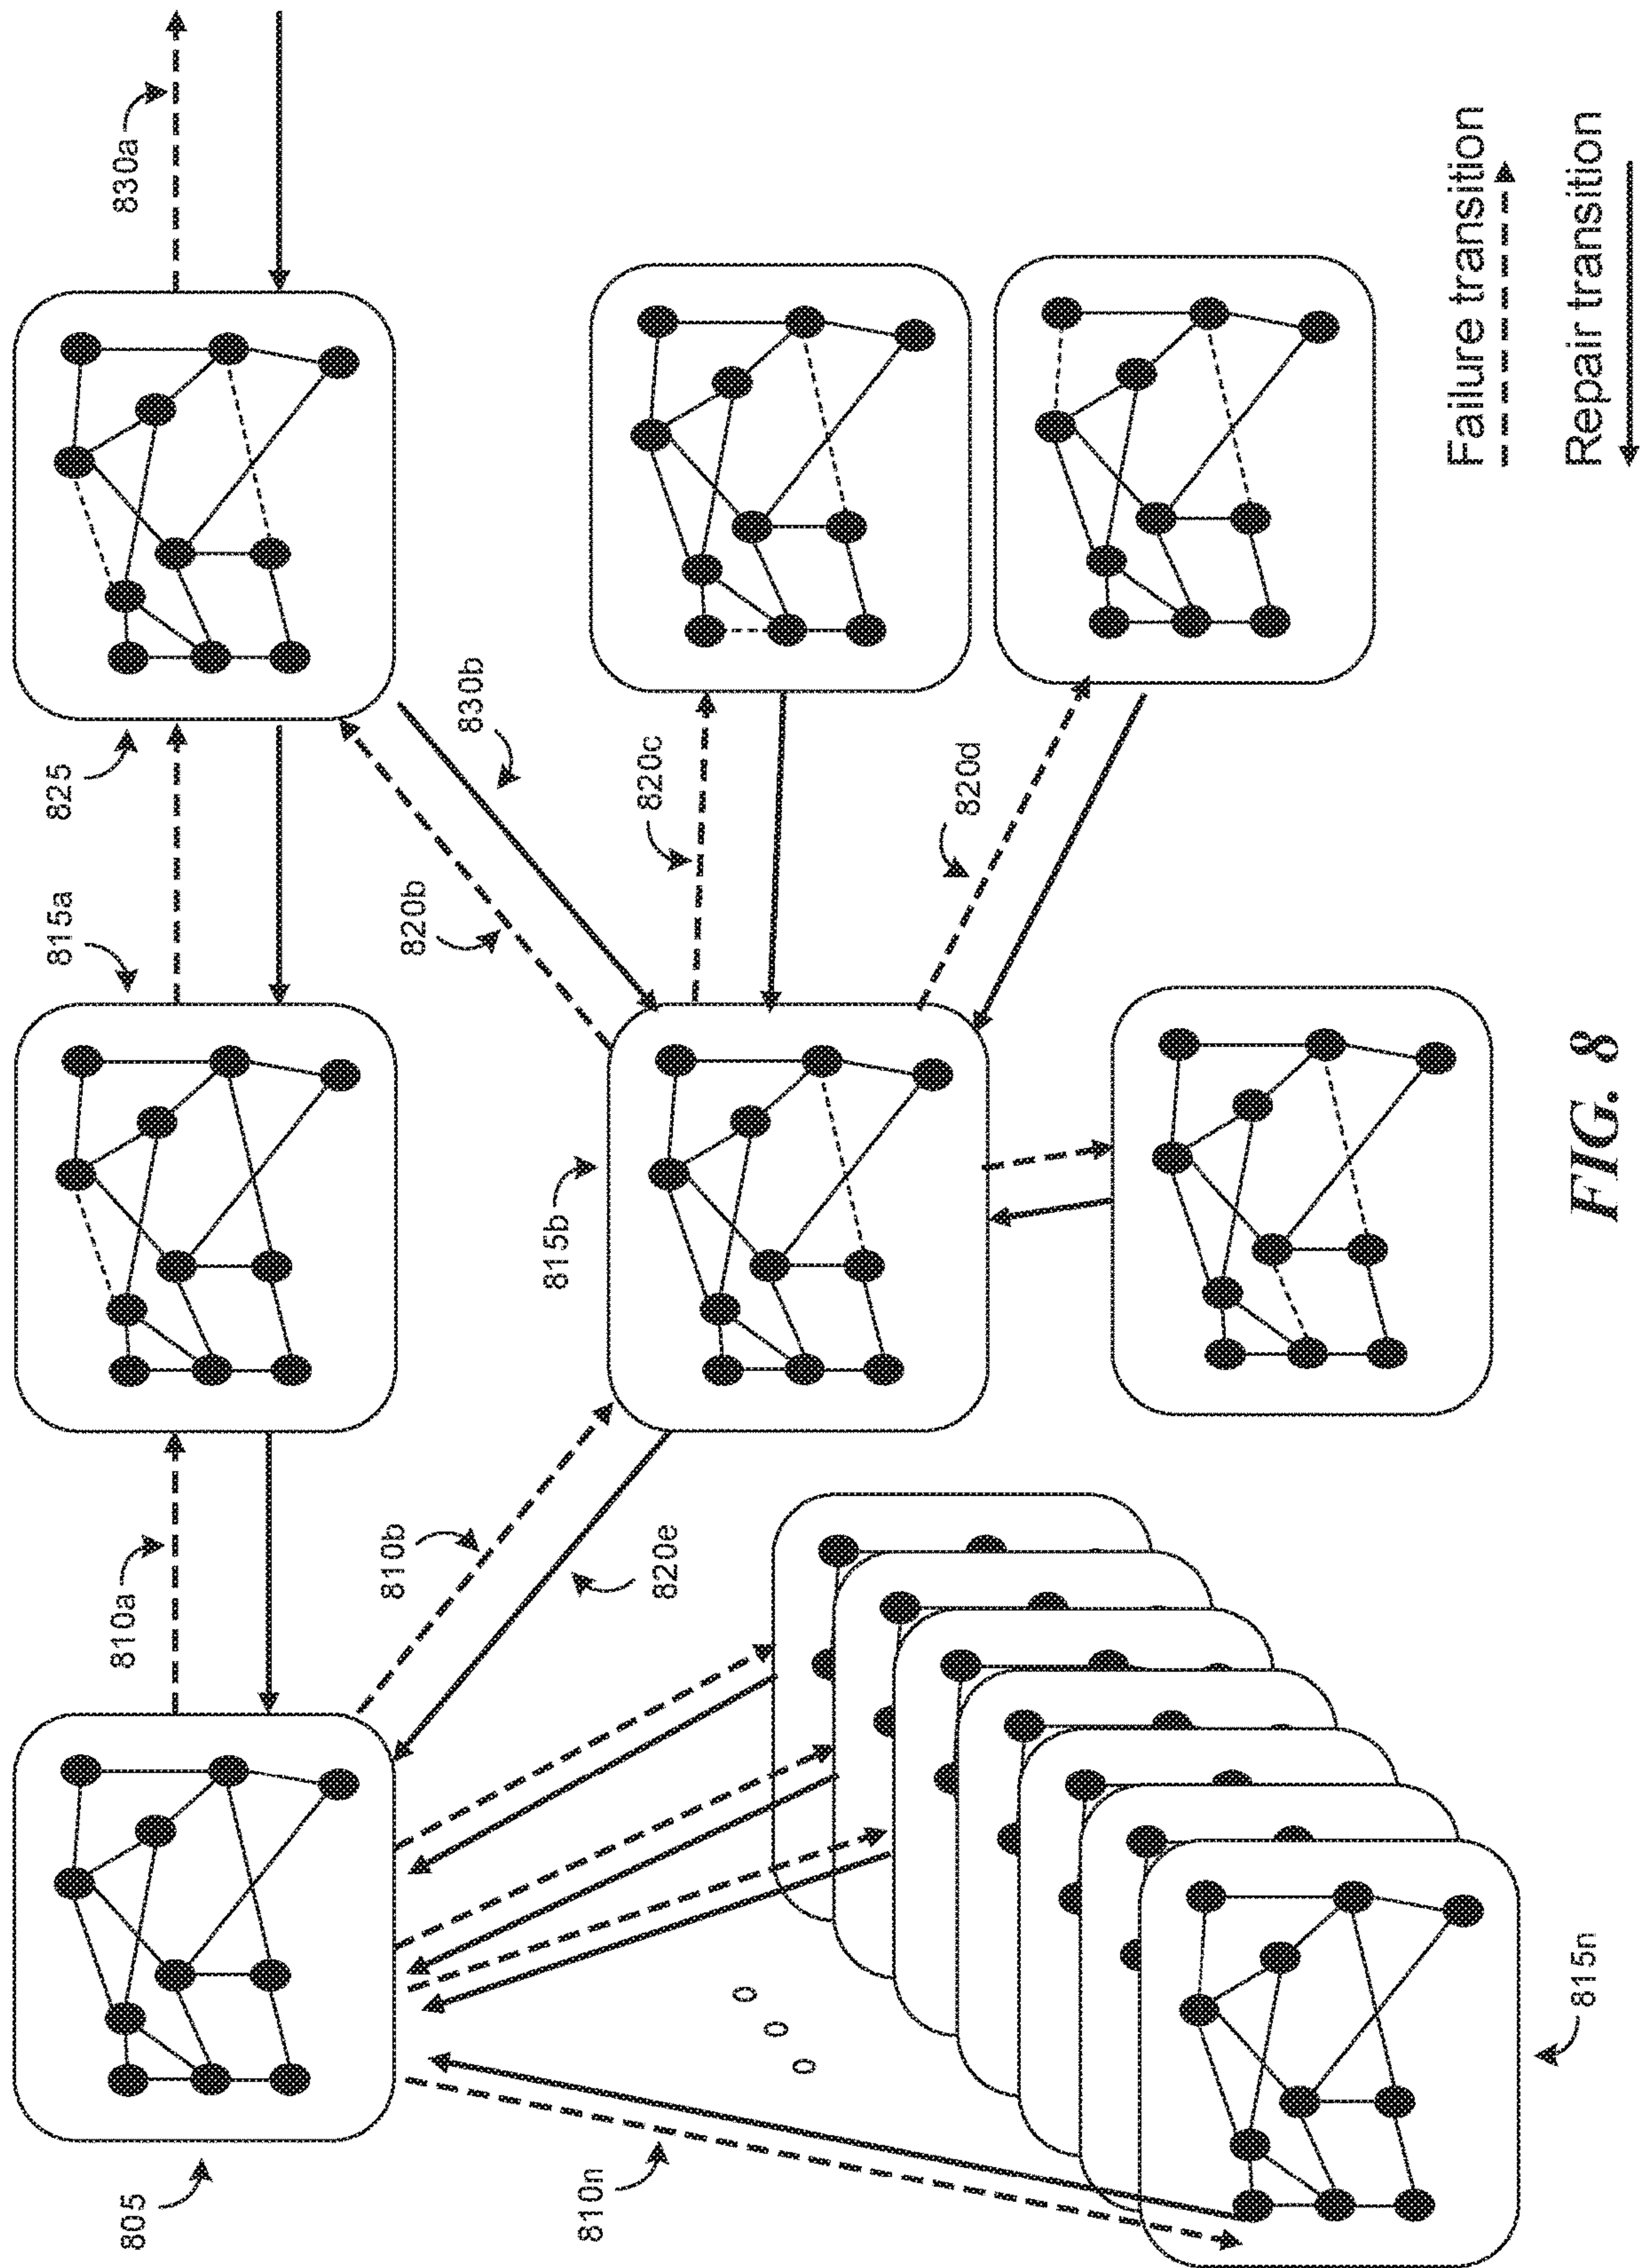 805
810a
815a
825
830a
810b
820b
830b
815b
810n
820e
820c
820d
o o o
Failure transition
815n
Repair transition
FIG. 8